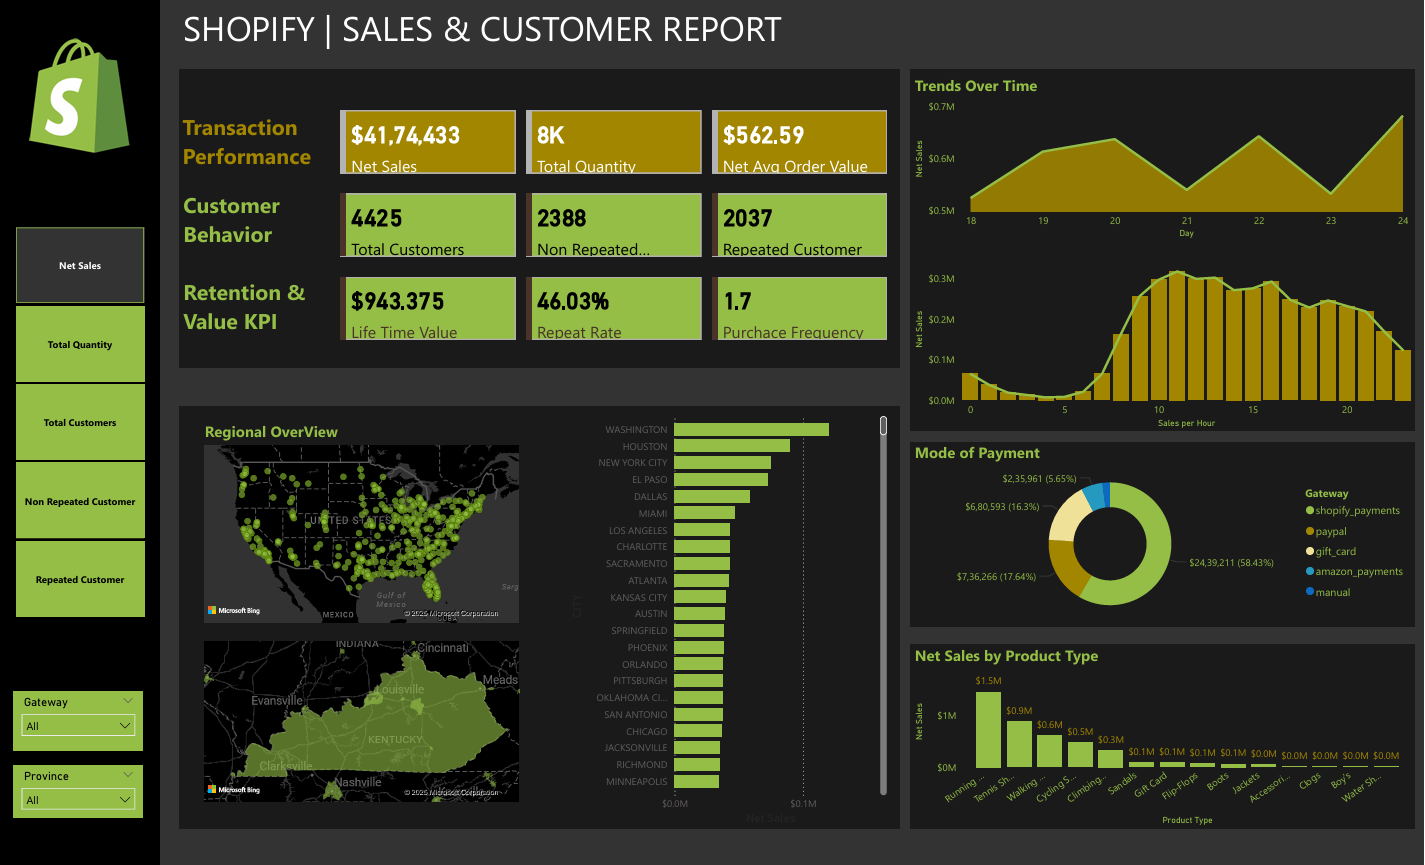 SHOPIFY | SALES & CUSTOMER REPORT
S
Net Sales
Total Quantity
Total Customers
Non Repeated Customer
Repeated Customer
Gateway
All
Province
All
Transaction
Performance
$41,74,433
Net Sales
8K
Total Quantity
$562.59
Net Avg Order Value
Customer
Behavior
4425
Total Customers
2388
Non Repeated...
2037
Repeated Customer
Retention &
Value KPI
$943.375
Life Time Value
46.03%
Repeat Rate
1.7
Purchace Frequency
Regional OverView
UNITED STATES
Gulf of
Mexico
MEXICO
CUBA
Sarg
Microsoft Bing
© 2025 Microsoft Corporation
INDIANA
Cincinnati
Louisville
Meads
Evansville
KENTUCKY
Clarksville
Nashville
Microsoft Bing
© 2025 Microsoft Corporation
CITY
WASHINGTON
HOUSTON
NEW YORK CITY
EL PASO
DALLAS
MIAMI
LOS ANGELES
CHARLOTTE
SACRAMENTO
ATLANTA
KANSAS CITY
AUSTIN
SPRINGFIELD
PHOENIX
ORLANDO
PITTSBURGH
OKLAHOMA CI...
SAN ANTONIO
CHICAGO
JACKSONVILLE
RICHMOND
MINNEAPOLIS
$0.0M $0.1M
Net Sales
Trends Over Time
Net Sales
$0.7M
$0.6M
$0.5M
18 19 20 21 22 23 24
Day
Net Sales
$0.3M
$0.2M
$0.1M
$0.0M
0 5 10 15 20
Sales per Hour
Mode of Payment
$2,35,961 (5.65%)
$6,80,593 (16.3%)
$7,36,266 (17.64%)
$24,39,211 (58.43%)
Gateway
shopify_payments
paypal
gift_card
amazon_payments
manual
Net Sales by Product Type
Net Sales
$1M
$0M
$1.5M $0.9M $0.6M $0.5M $0.3M $0.1M $0.1M $0.1M $0.1M $0.0M $0.0M $0.0M $0.0M $0.0M
Running ... Tennis Sh... Walking ... Cycling S... Climbing... Sandals Gift Card Flip-Flops Boots Jackets Accessori... Clogs Boy's Water Sh...
Product Type